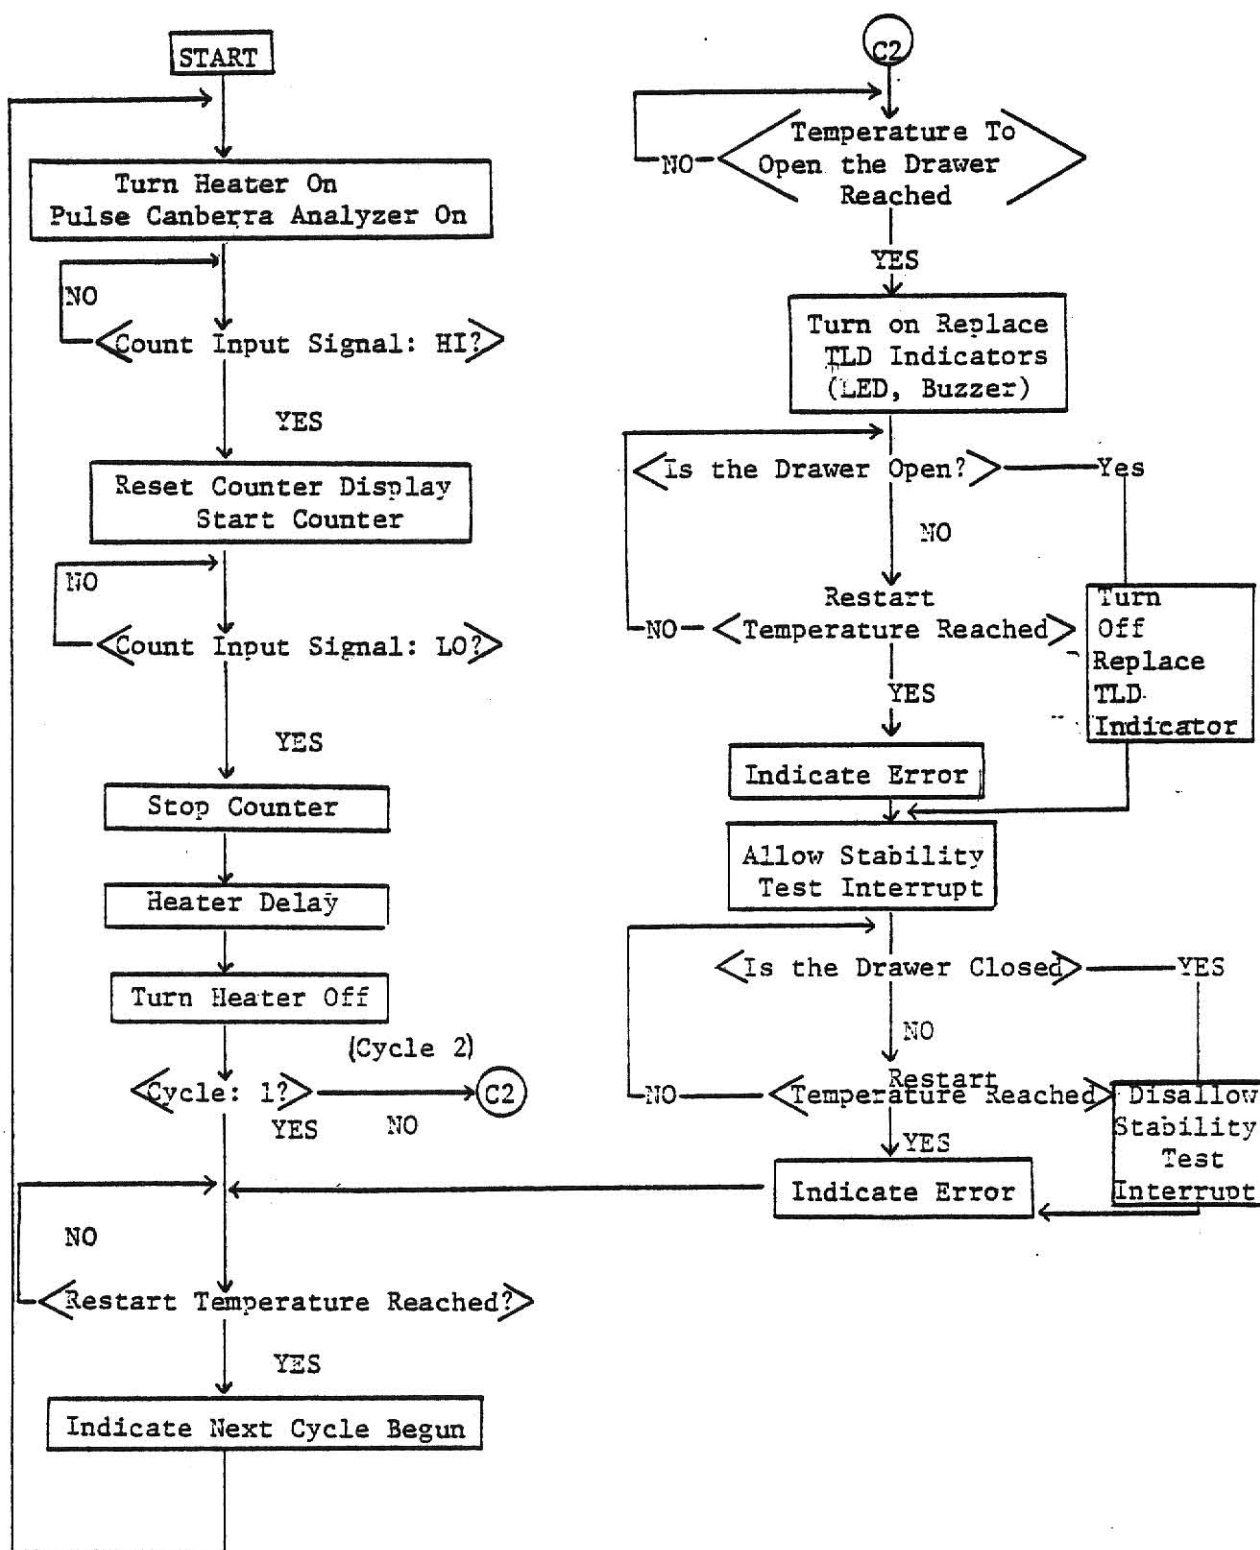 START
Turn Heater On
Pulse Canberra Analyzer On
NO
Count Input Signal: HI?
YES
Reset Counter Display
Start Counter
NO
Count Input Signal: LO?
YES
Stop Counter
Heater Delay
Turn Heater Off
(Cycle 2)
Cycle: 1?
C2
YES
NO
NO
Restart Temperature Reached?
YES
Indicate Next Cycle Begun
C2
Temperature To
NO
Open the Drawer
Reached
YES
Turn on Replace
TLD Indicators
(LED, Buzzer)
Is the Drawer Open?
Yes
NO
Restart
NO
Temperature Reached
Turn
Off
Replace
TLD
Indicator
YES
Indicate Error
Allow Stability
Test Interrupt
Is the Drawer Closed
YES
NO
Restart
NO
Temperature Reached
Disallow
Stability
Test
Interrupt
YES
Indicate Error